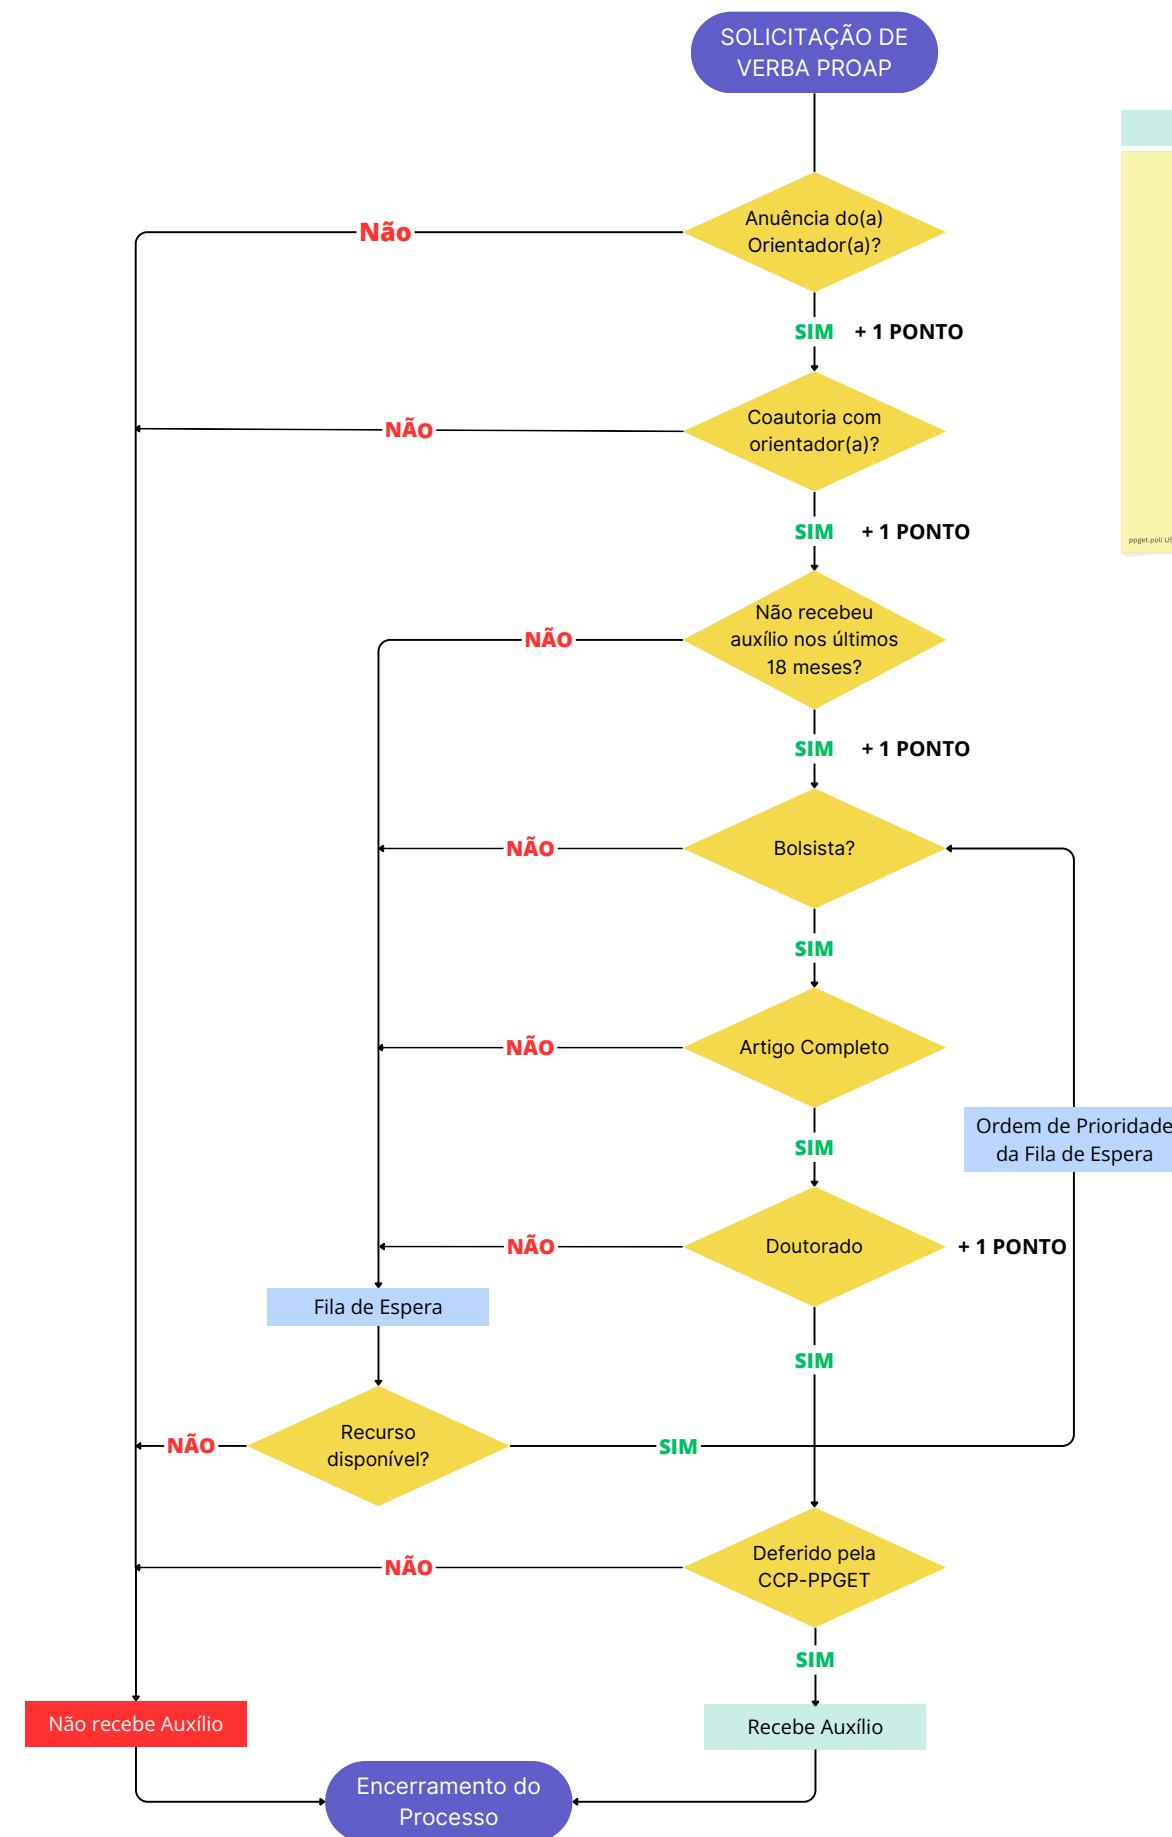 SOLICITAÇÃO DE
VERBA PROAP
Anuência do(a)
Orientador(a)?
Não
SIM + 1 PONTO
Coautoria com
orientador(a)?
NÃO
SIM + 1 PONTO
ppget.poli US
Não recebeu
auxílio nos últimos
18 meses?
NÃO
SIM + 1 PONTO
Bolsista?
NÃO
SIM
Artigo Completo
NÃO
SIM
Ordem de Prioridade
da Fila de Espera
Doutorado
NÃO
+ 1 PONTO
Fila de Espera
SIM
Recurso
disponível?
NÃO
SIM
Deferido pela
CCP-PPGET
NÃO
SIM
Não recebe Auxílio
Recebe Auxílio
Encerramento do
Processo